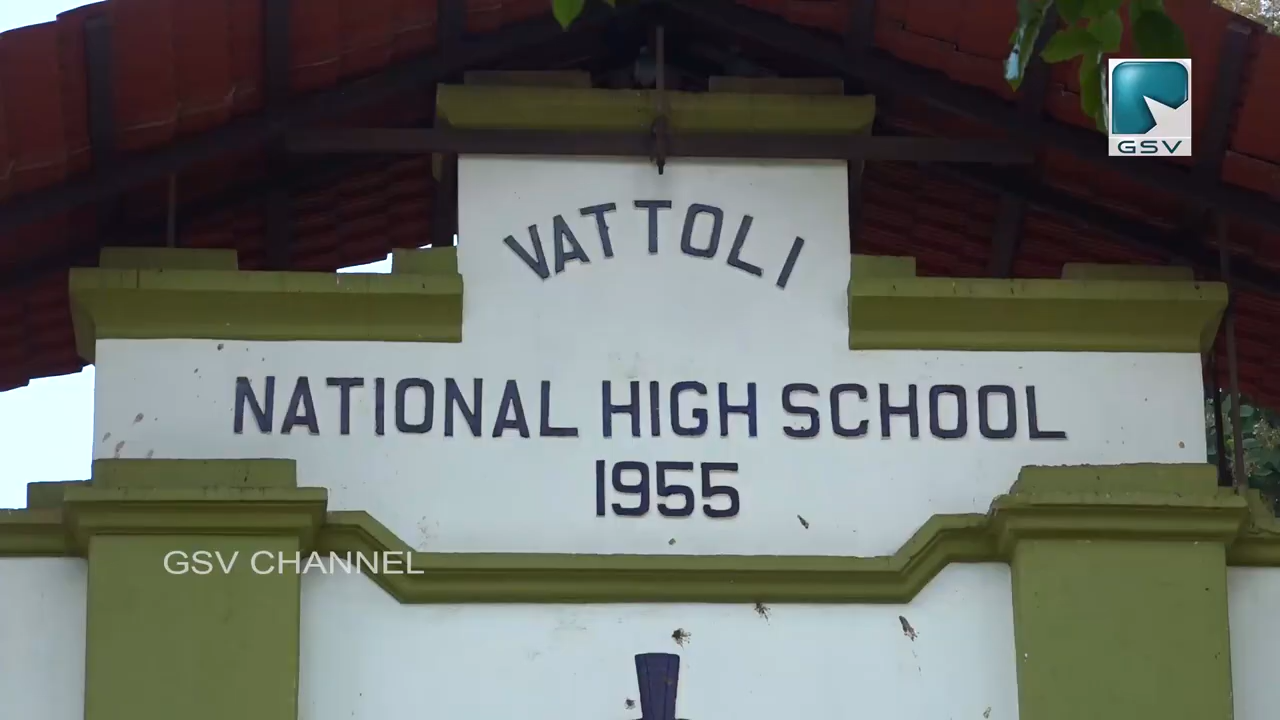 GSV
VATTOLI
NATIONAL HIGH SCHOOL
1955
GSV CHANNEL